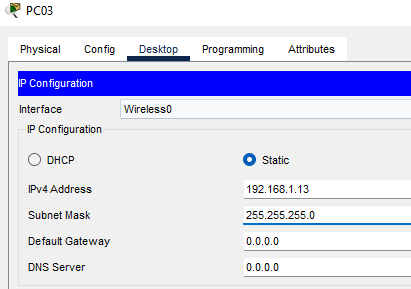 PC03
Physical Config Desktop Programming Attributes
IP Configuration
Interface Wireless0
IP Configuration
DHCP Static
IPv4 Address 192.168.1.13
Subnet Mask 255.255.255.0
Default Gateway 0.0.0.0
DNS Server 0.0.0.0